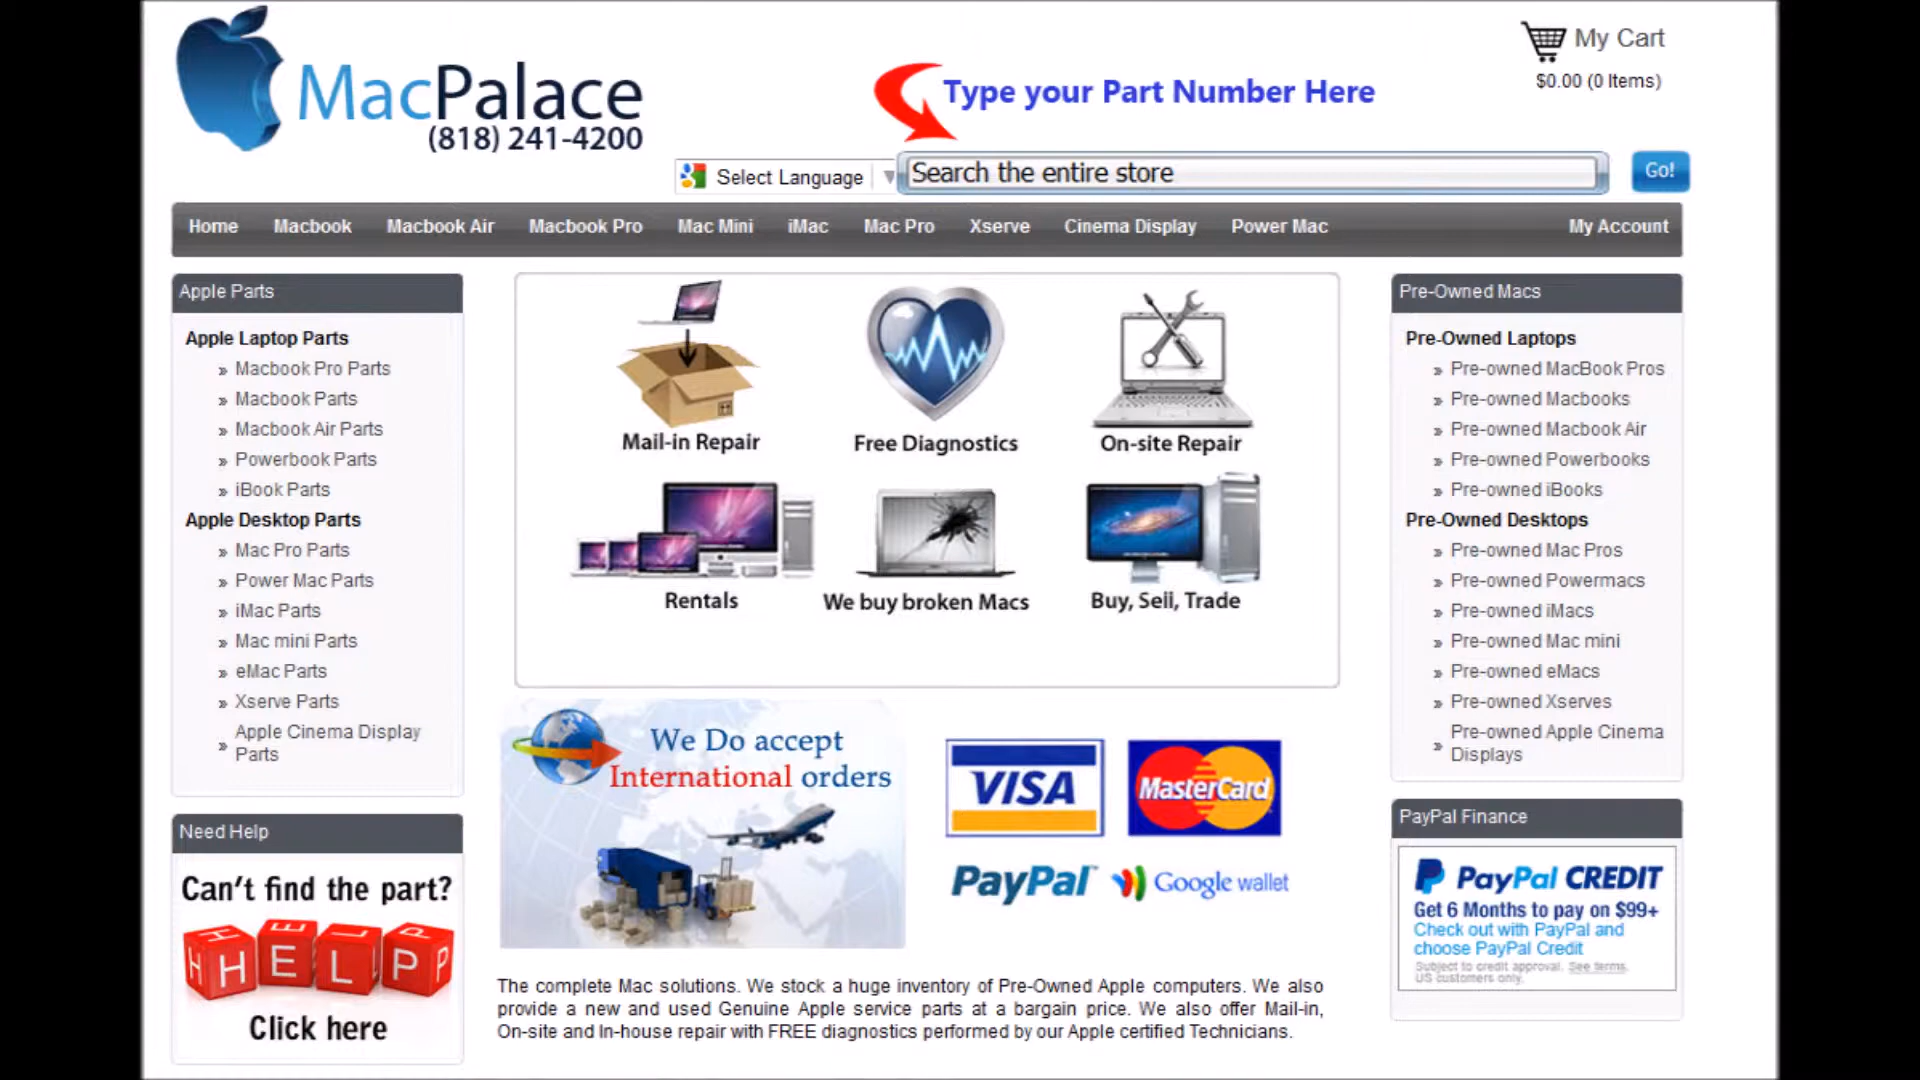 MacPalace
(818) 241-4200
Type your Part Number Here
My Cart
$0.00 (0 Items)
Select Language
Search the entire store
Go!
Home Macbook Macbook Air Macbook Pro Mac Mini iMac Mac Pro Xserve Cinema Display Power Mac My Account
Apple Parts
Apple Laptop Parts
» Macbook Pro Parts
» Macbook Parts
» Macbook Air Parts
» Powerbook Parts
» iBook Parts
Apple Desktop Parts
» Mac Pro Parts
» Power Mac Parts
» iMac Parts
» Mac mini Parts
» eMac Parts
» Xserve Parts
» Apple Cinema Display
Parts
Need Help
Can't find the part?
HELP
Click here
Mail-in Repair
Free Diagnostics
On-site Repair
Rentals
We buy broken Macs
Buy, Sell, Trade
We Do accept
International orders
VISA
MasterCard
PayPal
Google wallet
The complete Mac solutions. We stock a huge inventory of Pre-Owned Apple computers. We also
provide a new and used Genuine Apple service parts at a bargain price. We also offer Mail-in,
On-site and In-house repair with FREE diagnostics performed by our Apple certified Technicians.
Pre-Owned Macs
Pre-Owned Laptops
» Pre-owned MacBook Pros
» Pre-owned Macbooks
» Pre-owned Macbook Air
» Pre-owned Powerbooks
» Pre-owned iBooks
Pre-Owned Desktops
» Pre-owned Mac Pros
» Pre-owned Powermacs
» Pre-owned iMacs
» Pre-owned Mac mini
» Pre-owned eMacs
» Pre-owned Xserves
» Pre-owned Apple Cinema
Displays
PayPal Finance
PayPal CREDIT
Get 6 Months to pay on $99+
Check out with PayPal and
choose PayPal Credit
Subject to credit approval. See terms.
US customers only.